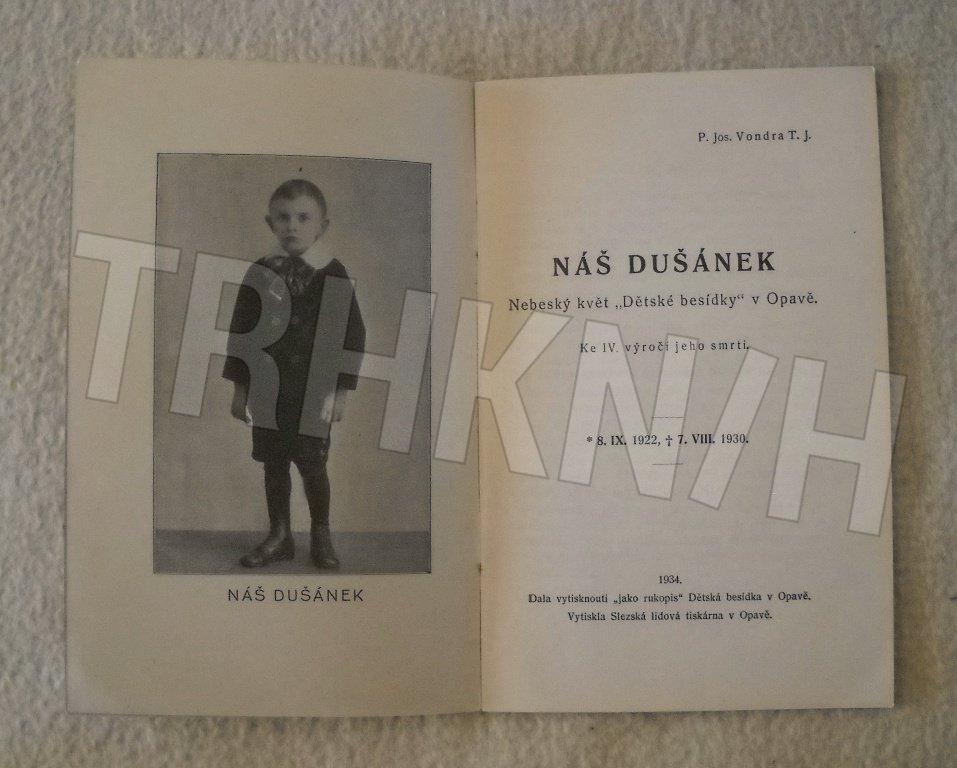 NÁŠ DUŠÁNEK
P. Jos. Vondra T. J.
NÁŠ DUŠÁNEK
Nebeský květ „Dětské besídky“ v Opavě.
Ke IV. výročí jeho smrti.
* 8. IX. 1922, † 7. VIII. 1930.
1934.
Dala vytisknouti „jako rukopis“ Dětská besídka v Opavě.
Vytiskla Slezská lidová tiskárna v Opavě.
TRHKNIH